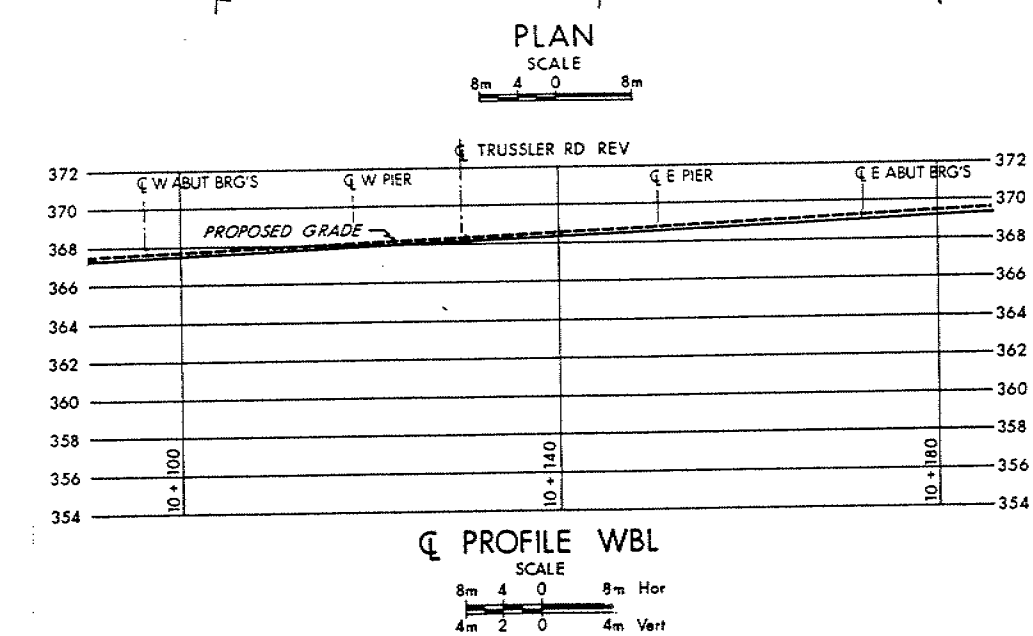 PLAN
SCALE
8m 4 0 8m
℄ TRUSSLER RD REV
372 372
℄ W ABUT BRG'S ℄ W PIER ℄ E PIER ℄ E ABUT BRG'S
370 370
PROPOSED GRADE
368 368
366 366
364 364
362 362
360 360
358 358
356 356
354 354
10 + 100 10 + 140 10 + 180
℄ PROFILE WBL
SCALE
8m 4 0 8m Hor
4m 2 0 4m Vert